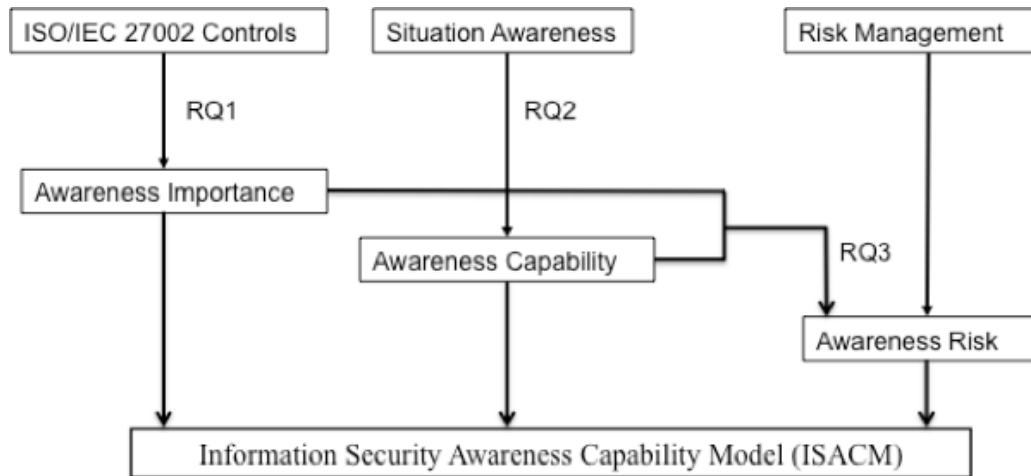 ISO/IEC 27002 Controls
Situation Awareness
Risk Management
RQ1
RQ2
Awareness Importance
Awareness Capability
RQ3
Awareness Risk
Information Security Awareness Capability Model (ISACM)